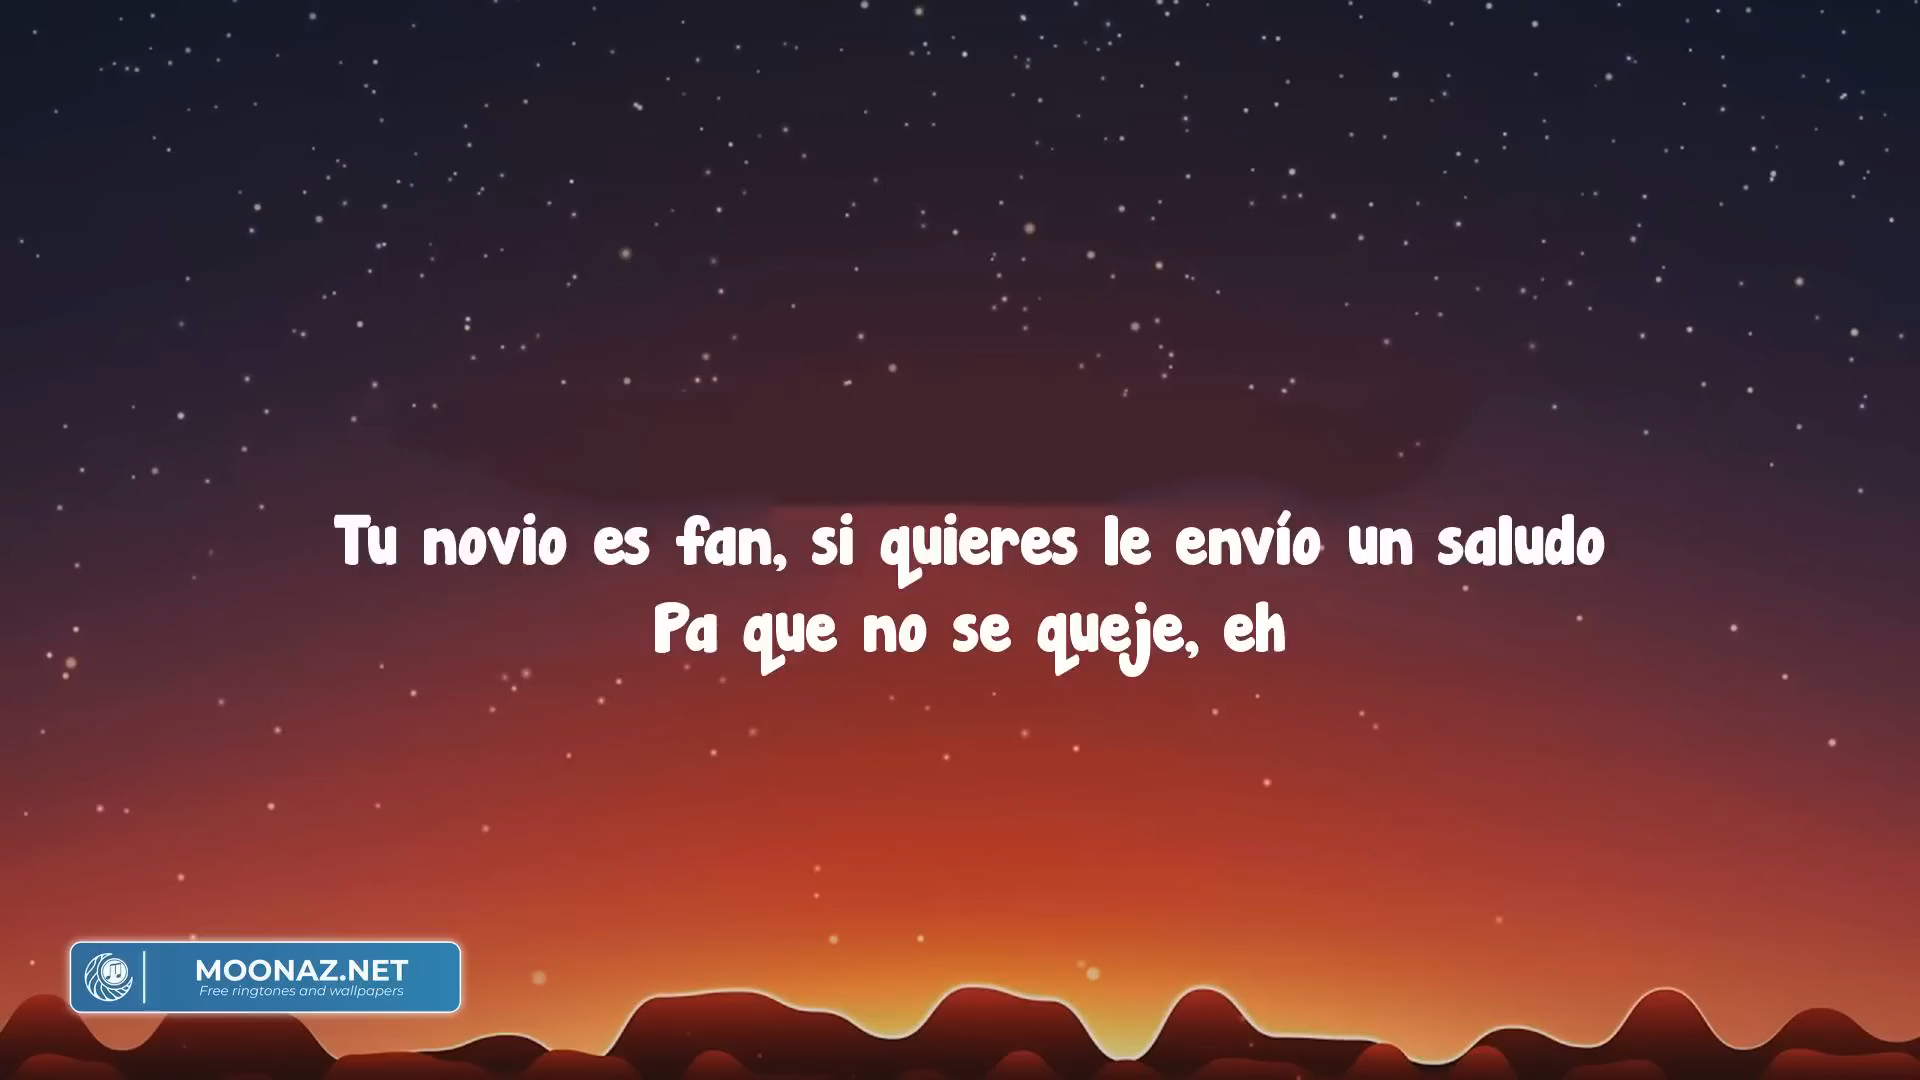 Tu novio es fan, si quieres le envío un saludo
Pa que no se queje, eh
MOONAZ.NET
Free ringtones and wallpapers